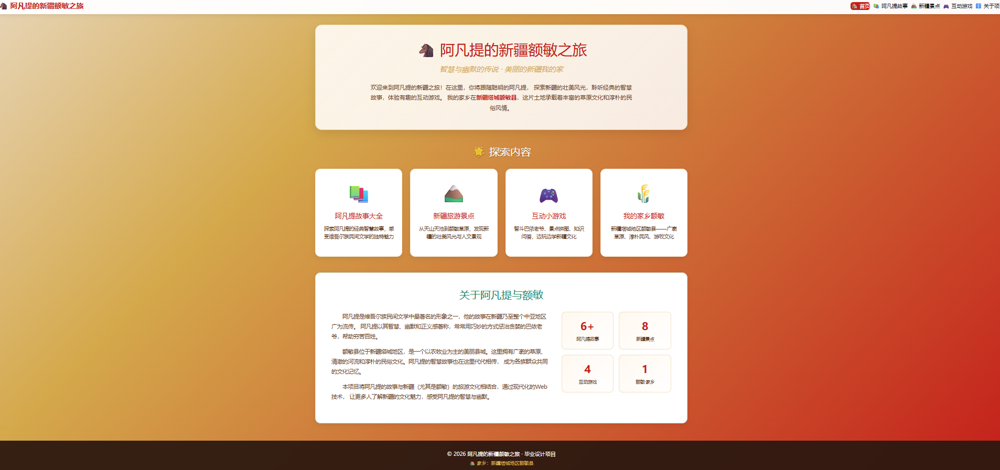 阿凡提的新疆额敏之旅
首页 阿凡提故事 新疆景点 互动游戏 关于项
阿凡提的新疆额敏之旅
智慧与幽默的传说 · 美丽的新疆我的家
欢迎来到阿凡提的新疆之旅！在这里，你将跟随聪明的阿凡提， 探索新疆的壮美风光，聆听经典的智慧
故事，体验有趣的互动游戏。 我的家乡在新疆塔城额敏县，这片土地承载着丰富的草原文化和淳朴的民
俗风情。
探索内容
阿凡提故事大全
探索阿凡提的经典智慧故事，感
受维吾尔族民间文学的独特魅力
新疆旅游景点
从天山天池到额敏草原，发现新
疆的壮美风光与人文景观
互动小游戏
智斗巴依老爷、景点拼图、知识
问答，边玩边学新疆文化
我的家乡额敏
新疆塔城地区额敏县——广袤
草原、淳朴民风、游牧文化
关于阿凡提与额敏
阿凡提是维吾尔族民间文学中最著名的形象之一，他的故事在新疆乃至整个中亚地区
广为流传。 阿凡提以其智慧、幽默和正义感著称，常常用巧妙的方式惩治贪婪的巴依老
爷，帮助穷苦百姓。
额敏县位于新疆塔城地区，是一个以农牧业为主的美丽县城。这里拥有广袤的草原、
清澈的河流和淳朴的民俗文化。阿凡提的智慧故事也在这里代代相传， 成为各族群众共同
的文化记忆。
本项目将阿凡提的故事与新疆（尤其是额敏）的旅游文化相结合，通过现代化的Web
技术， 让更多人了解新疆的文化魅力，感受阿凡提的智慧与幽默。
6+
阿凡提故事
8
新疆景点
4
互动游戏
1
额敏·家乡
© 2026 阿凡提的新疆额敏之旅 · 毕业设计项目
家乡：新疆塔城地区额敏县